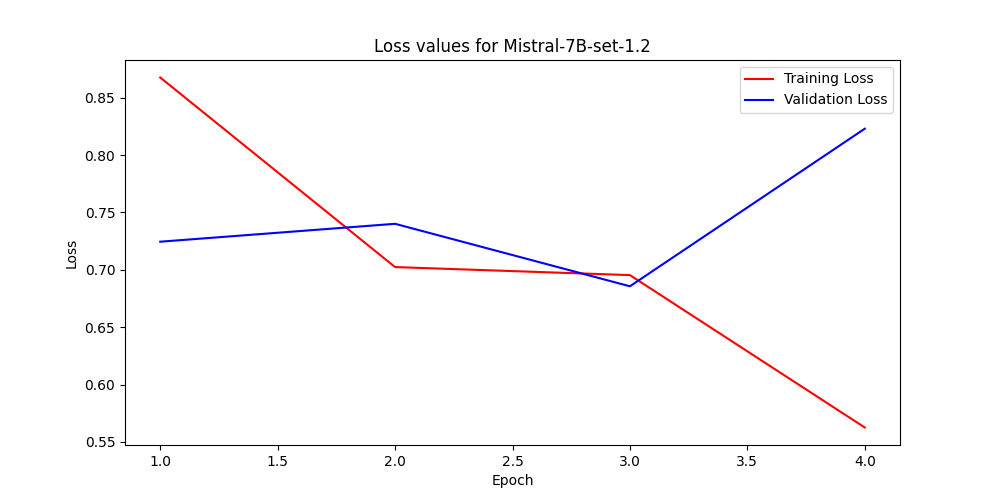 Loss values for Mistral-7B-set-1.2
Training Loss
Validation Loss
0.85
0.80
0.75
0.70
0.65
0.60
0.55
Loss
1.0 1.5 2.0 2.5 3.0 3.5 4.0
Epoch